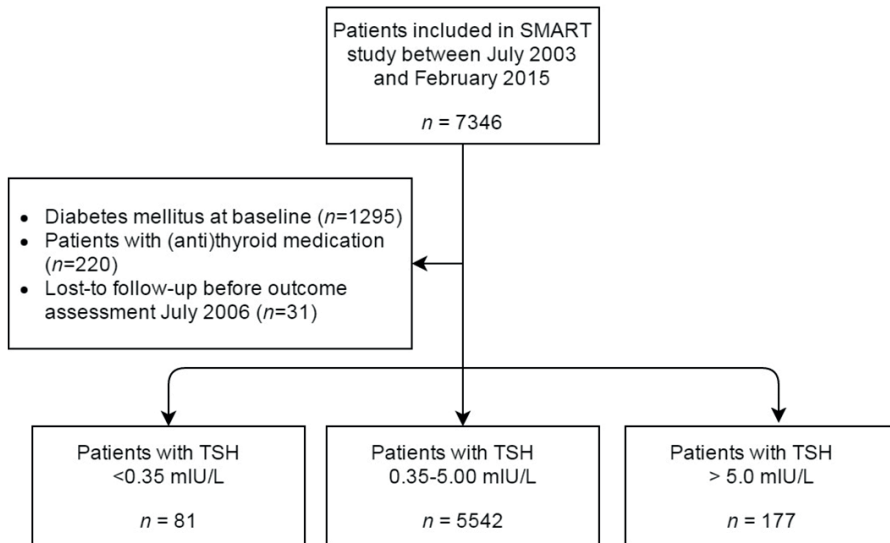 Patients included in SMART
study between July 2003
and February 2015
n = 7346
• Diabetes mellitus at baseline (n=1295)
• Patients with (anti)thyroid medication
(n=220)
• Lost-to follow-up before outcome
assessment July 2006 (n=31)
Patients with TSH
<0.35 mIU/L
n = 81
Patients with TSH
0.35-5.00 mIU/L
n = 5542
Patients with TSH
> 5.0 mIU/L
n = 177